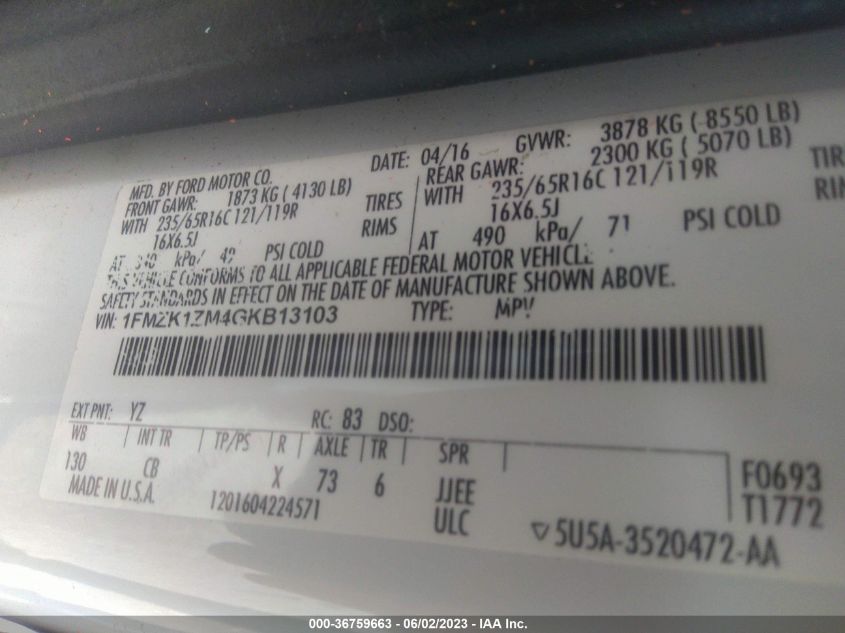 MFD. BY FORD MOTOR CO. DATE: 04/16 GVWR: 3878 KG ( 8550 LB)
FRONT GAWR: 1873 KG ( 4130 LB) REAR GAWR: 2300 KG ( 5070 LB)
WITH 235/65R16C 121/119R TIRES WITH 235/65R16C 121/119R
16X6.5J RIMS 16X6.5J
AT kPa/ PSI COLD AT 490 kPa/ 71 PSI COLD
THIS VEHICLE CONFORMS TO ALL APPLICABLE FEDERAL MOTOR VEHICLE
SAFETY STANDARDS IN EFFECT ON THE DATE OF MANUFACTURE SHOWN ABOVE.
VIN: 1FMZK1ZM4GKB13103 TYPE: MPV
EXT PNT: YZ RC: 83 DSO:
WB INT TR TP/PS R AXLE TR SPR
130 CB X 73 6 JJEE F0693
MADE IN U.S.A. 1201604224571 ULC T1772
5U5A-3520472-AA
000-36759663 - 06/02/2023 - IAA Inc.